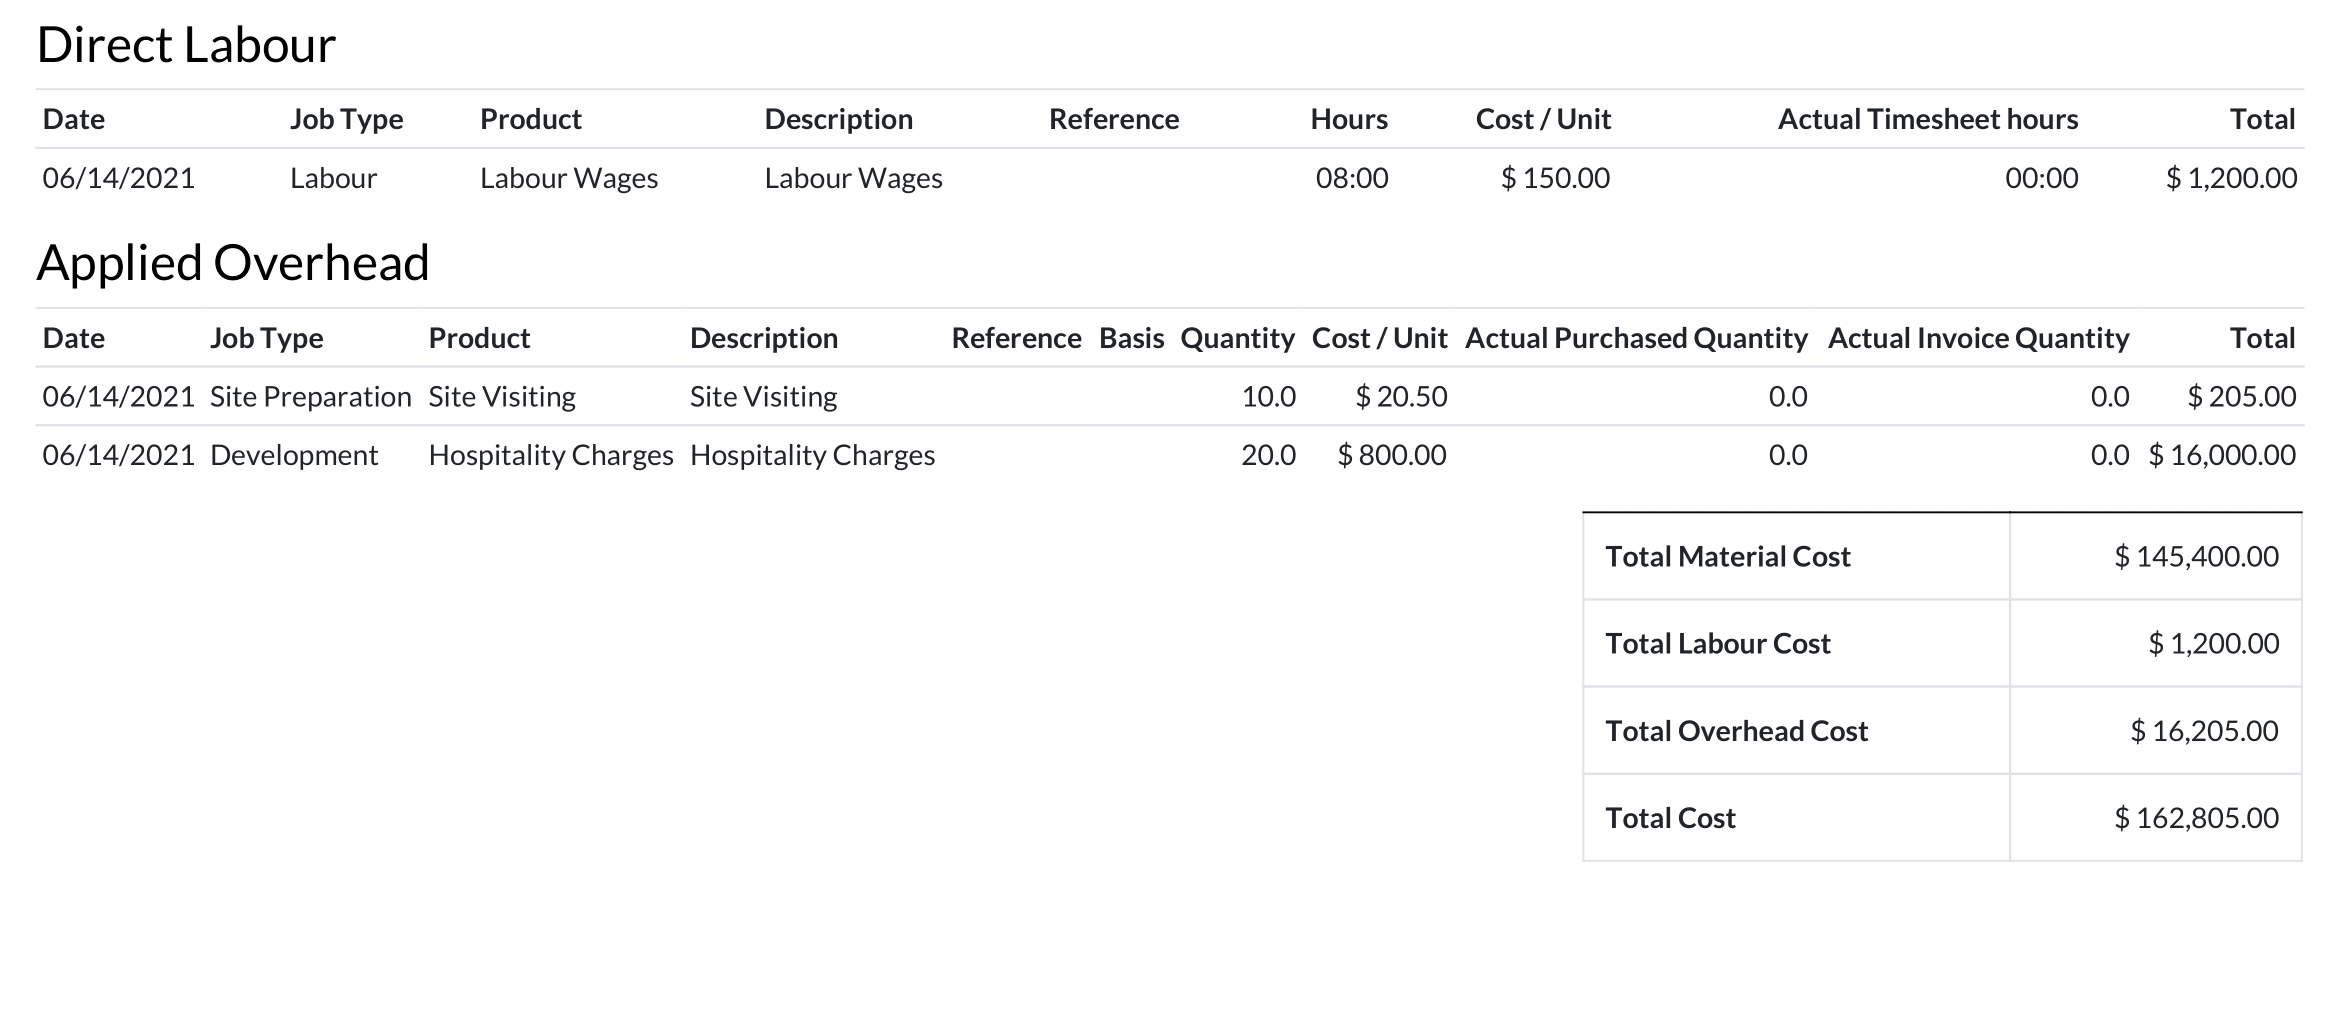 Direct Labour
Date Job Type Product Description Reference Hours Cost / Unit Actual Timesheet hours Total
06/14/2021 Labour Labour Wages Labour Wages 08:00 $ 150.00 00:00 $ 1,200.00
Applied Overhead
Date Job Type Product Description Reference Basis Quantity Cost / Unit Actual Purchased Quantity Actual Invoice Quantity Total
06/14/2021 Site Preparation Site Visiting Site Visiting 10.0 $ 20.50 0.0 0.0 $ 205.00
06/14/2021 Development Hospitality Charges Hospitality Charges 20.0 $ 800.00 0.0 0.0 $ 16,000.00
Total Material Cost $ 145,400.00
Total Labour Cost $ 1,200.00
Total Overhead Cost $ 16,205.00
Total Cost $ 162,805.00